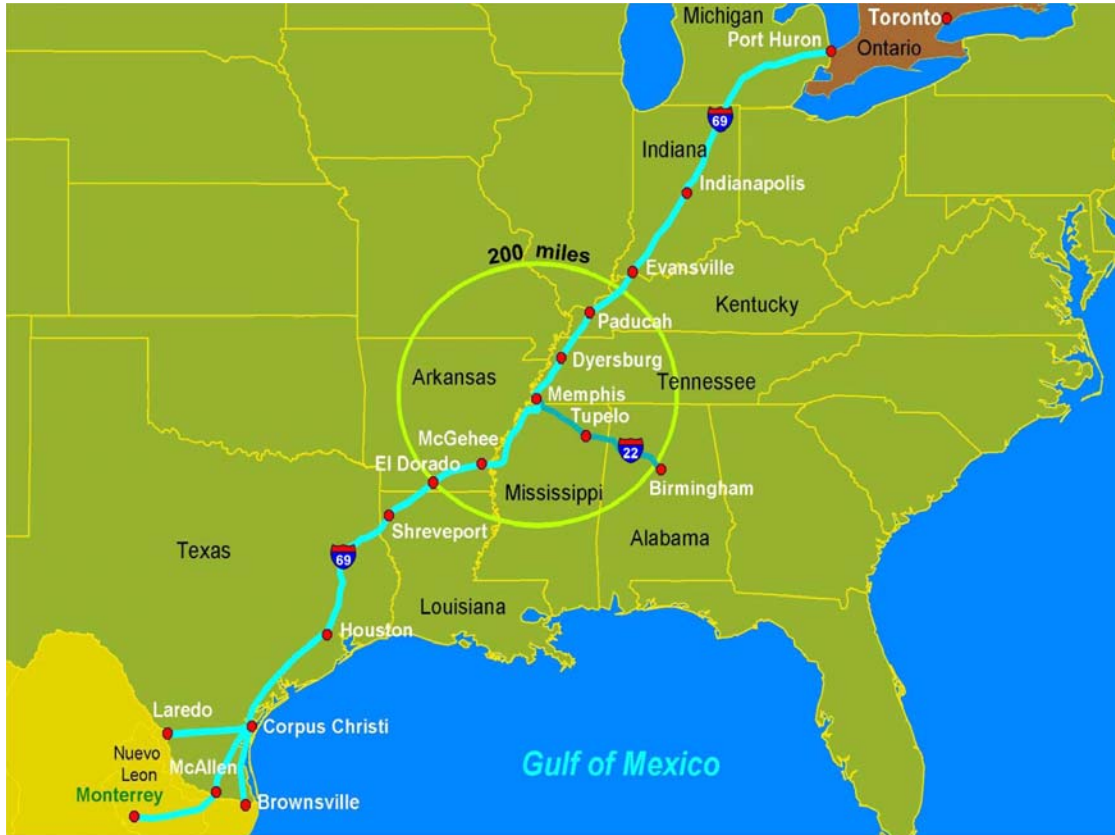 Michigan
Toronto
Port Huron
Ontario
69
Indiana
Indianapolis
200 miles
Evansville
Kentucky
Paducah
Dyersburg
Arkansas
Tennessee
Memphis
Tupelo
McGehee
22
El Dorado
Birmingham
Mississippi
Shreveport
Alabama
Texas
69
Louisiana
Houston
Laredo
Corpus Christi
Nuevo
Leon
McAllen
Gulf of Mexico
Monterrey
Brownsville